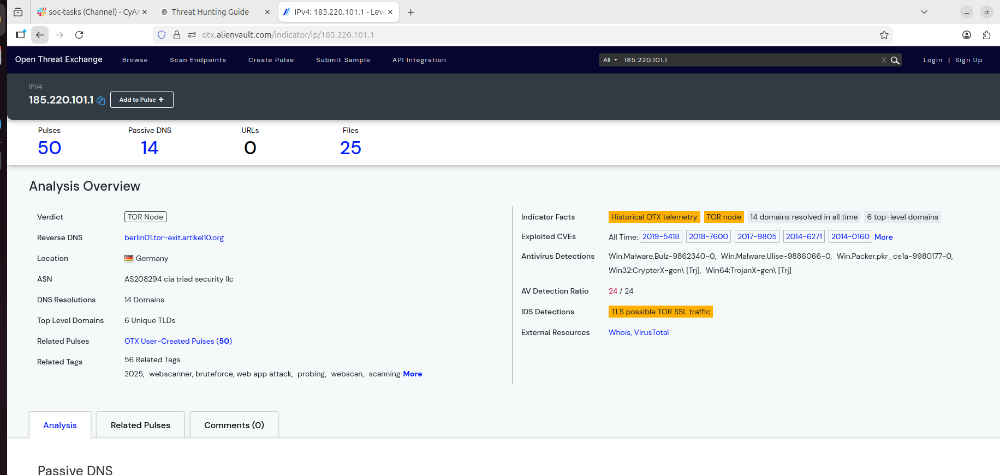 soc-tasks (Channel) - CyAr
Threat Hunting Guide
IPv4: 185.220.101.1 - Leve
otx.alienvault.com/indicator/ip/185.220.101.1
Open Threat Exchange Browse Scan Endpoints Create Pulse Submit Sample API Integration All 185.220.101.1 X Login | Sign Up
IPV4
185.220.101.1 Add to Pulse +
Pulses Passive DNS URLs Files
50 14 0 25
Analysis Overview
Verdict TOR Node
Reverse DNS berlin01.tor-exit.artikel10.org
Location Germany
ASN AS208294 cia triad security llc
DNS Resolutions 14 Domains
Top Level Domains 6 Unique TLDs
Related Pulses OTX User-Created Pulses (50)
Related Tags 56 Related Tags
2025, webscanner, bruteforce, web app attack, probing, webscan, scanning More
Indicator Facts Historical OTX telemetry TOR node 14 domains resolved in all time 6 top-level domains
Exploited CVEs All Time: 2019-5418 2018-7600 2017-9805 2014-6271 2014-0160 More
Antivirus Detections Win.Malware.Bulz-9862340-0, Win.Malware.Ulise-9886066-0, Win.Packer.pkr_ce1a-9980177-0,
Win32:CrypterX-gen\ [Trj], Win64:TrojanX-gen\ [Trj]
AV Detection Ratio 24 / 24
IDS Detections TLS possible TOR SSL traffic
External Resources Whois, VirusTotal
Analysis Related Pulses Comments (0)
Passive DNS